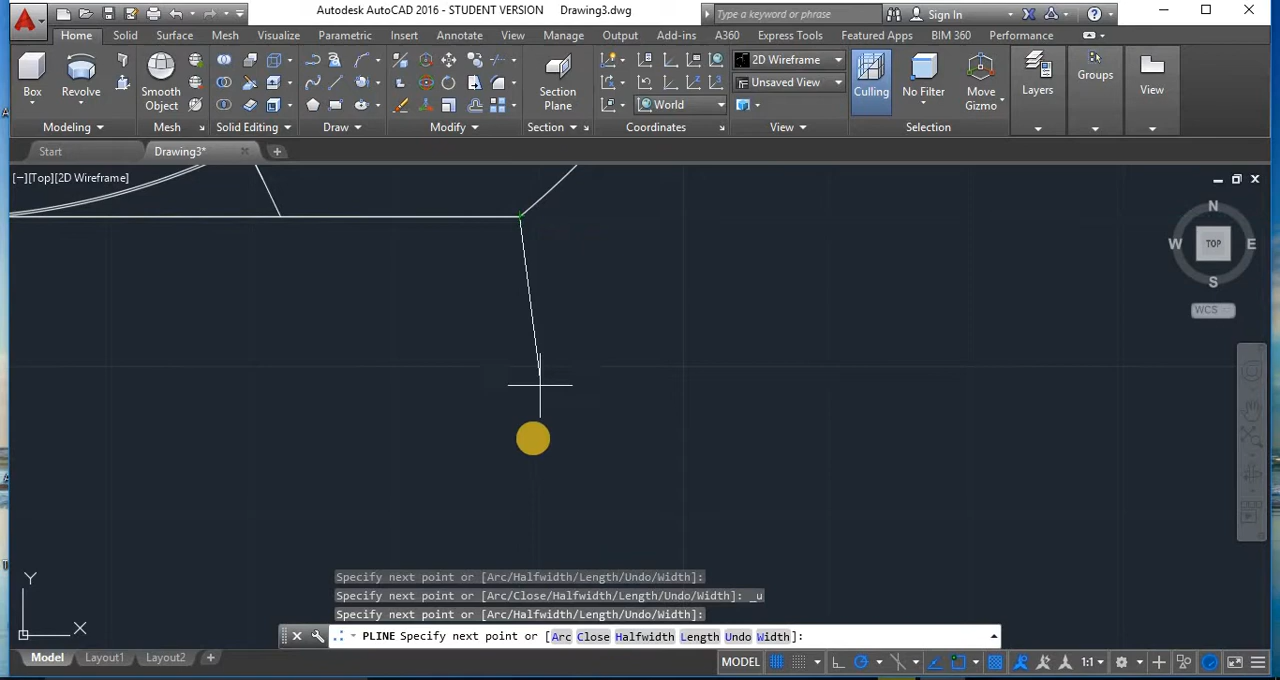 Autodesk AutoCAD 2016 - STUDENT VERSION Drawing3.dwg
Type a keyword or phrase
Sign In
Home Solid Surface Mesh Visualize Parametric Insert Annotate View Manage Output Add-ins A360 Express Tools Featured Apps BIM 360 Performance
Box
Revolve
Smooth
Object
Section
Plane
2D Wireframe
Unsaved View
World
Culling
No Filter
Move
Gizmo
Layers
Groups
View
Modeling
Mesh
Solid Editing
Draw
Modify
Section
Coordinates
View
Selection
Start
Drawing3*
[−][Top][2D Wireframe]
N
W
TOP
E
S
WCS
Y
X
Specify next point or [Arc/Halfwidth/Length/Undo/Width]:
Specify next point or [Arc/Close/Halfwidth/Length/Undo/Width]: _u
Specify next point or [Arc/Halfwidth/Length/Undo/Width]:
PLINE Specify next point or [Arc Close Halfwidth Length Undo Width]:
Model
Layout1
Layout2
MODEL
1:1